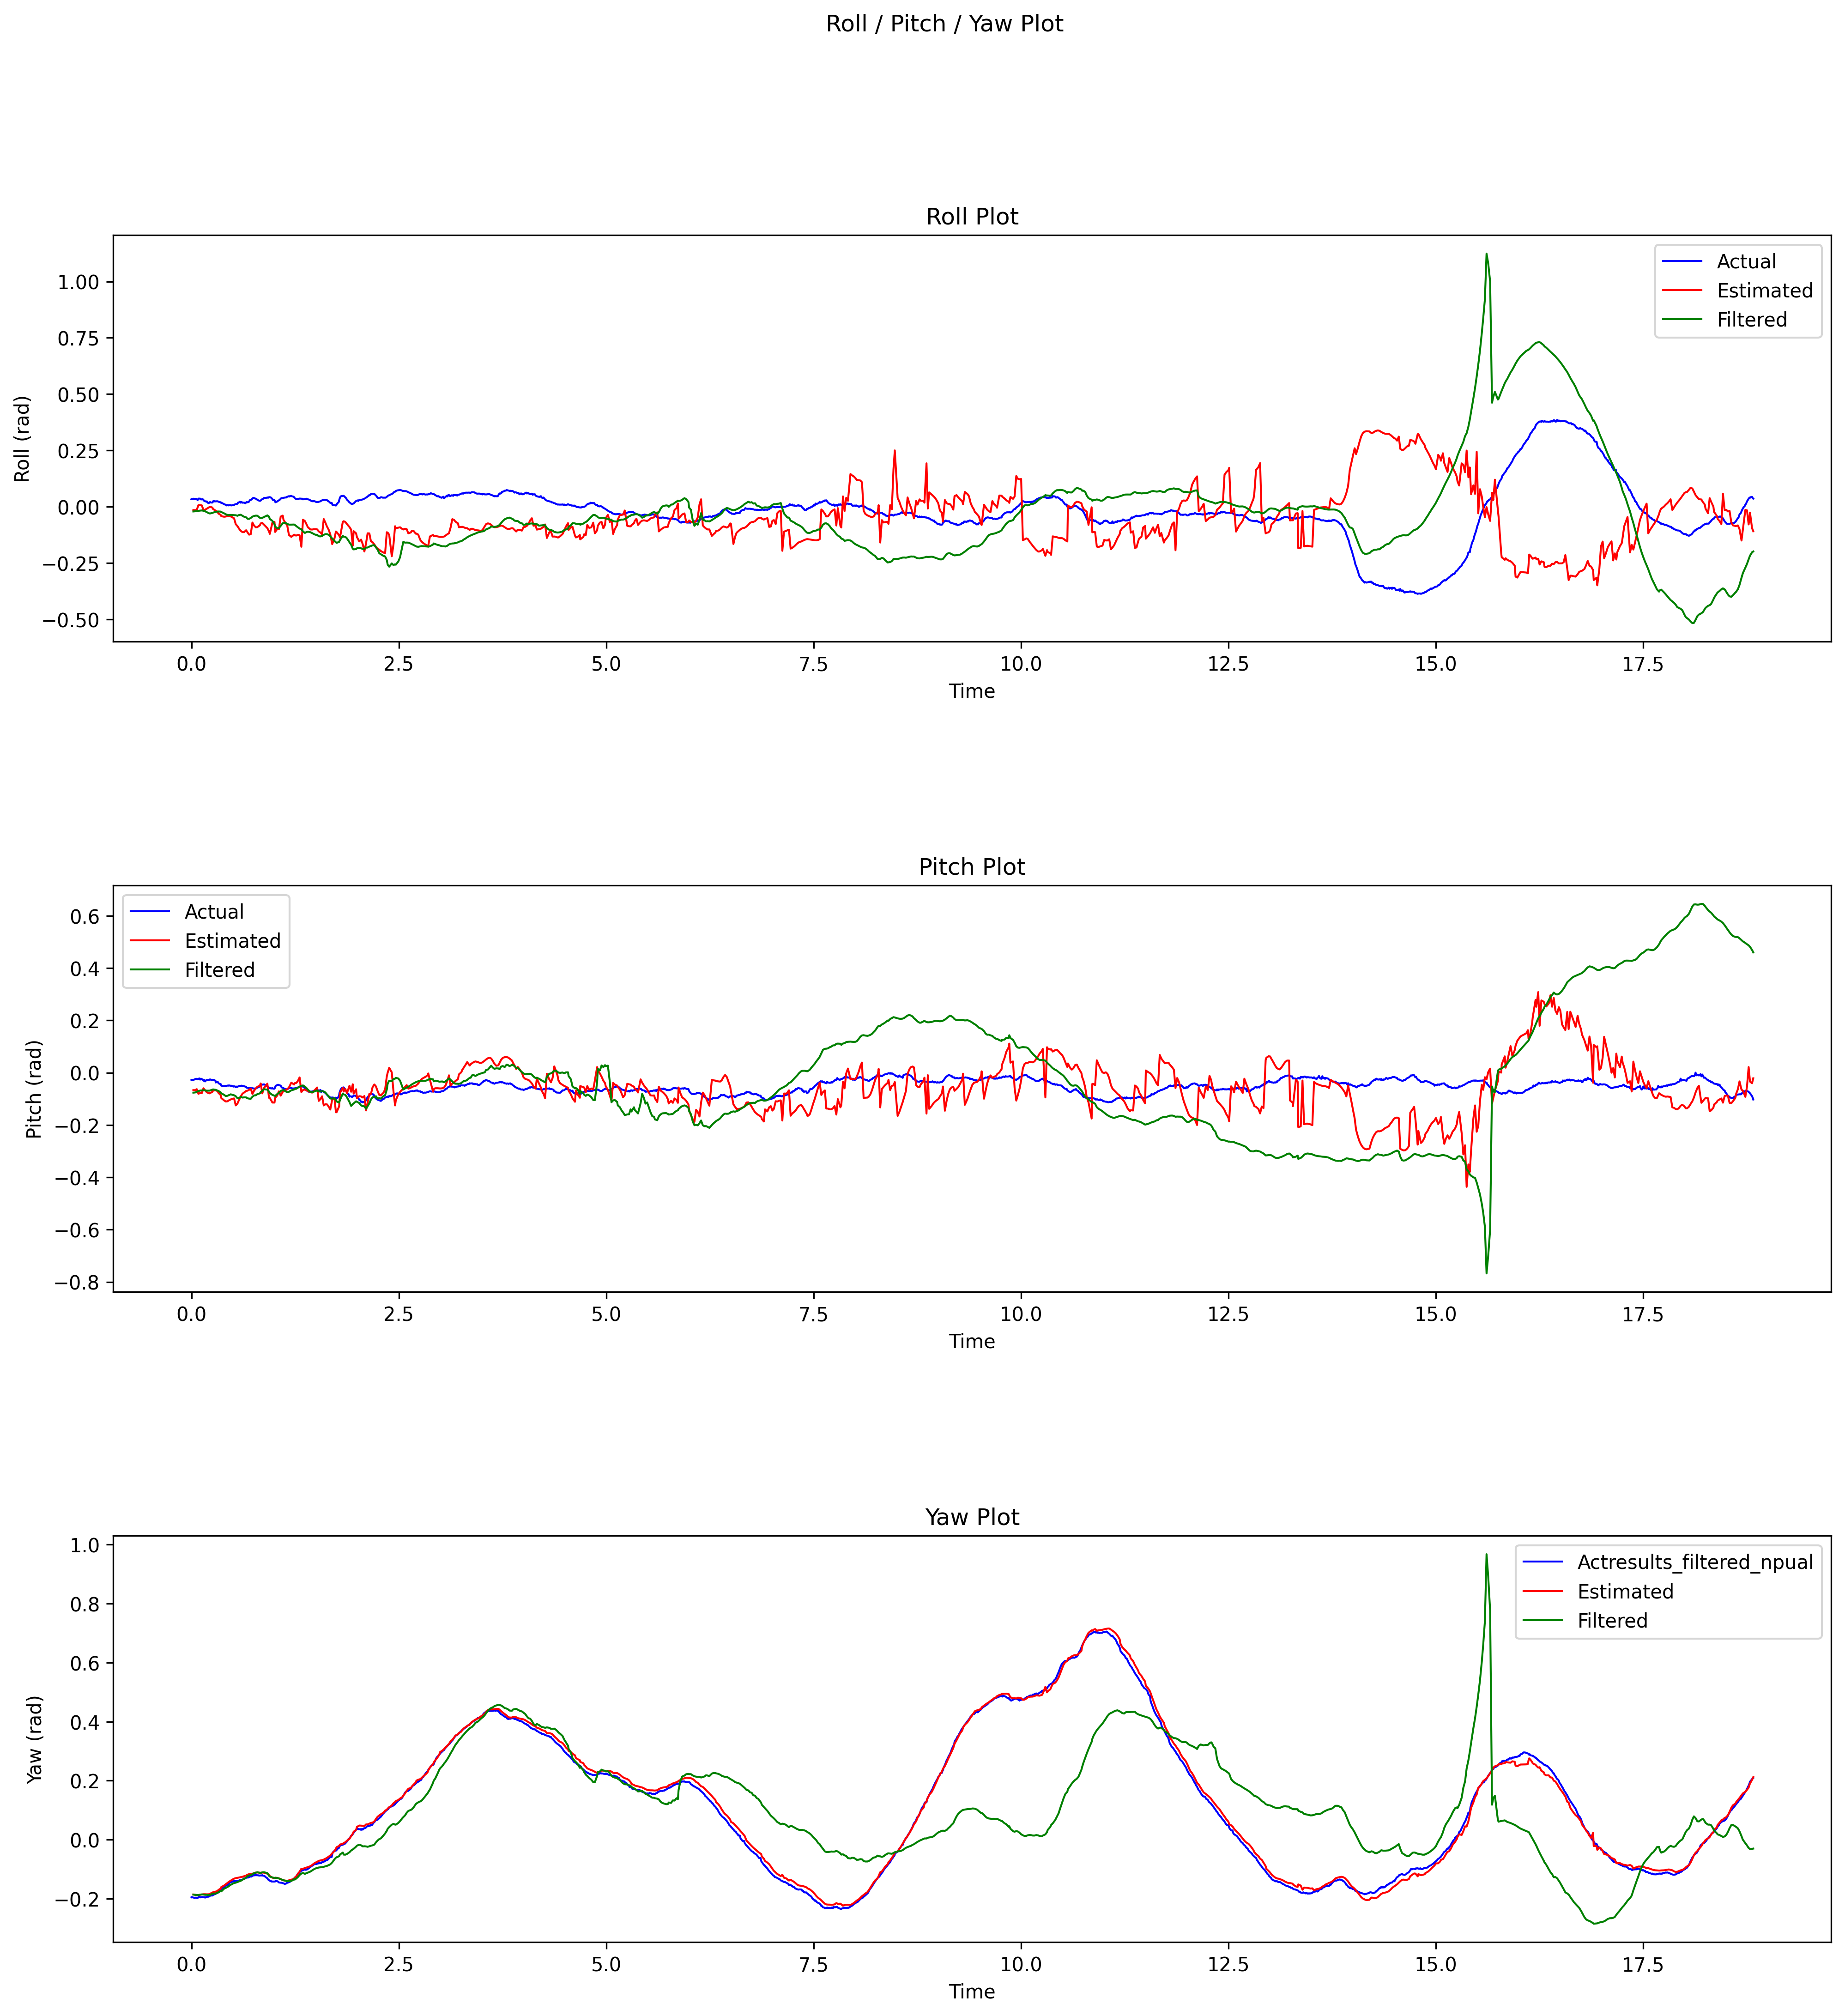 Roll / Pitch / Yaw Plot
Roll Plot
Actual
Estimated
Filtered
1.00
0.75
0.50
0.25
0.00
−0.25
−0.50
Roll (rad)
0.0 2.5 5.0 7.5 10.0 12.5 15.0 17.5
Time
Pitch Plot
Actual
Estimated
Filtered
0.6
0.4
0.2
0.0
−0.2
−0.4
−0.6
−0.8
Pitch (rad)
0.0 2.5 5.0 7.5 10.0 12.5 15.0 17.5
Time
Yaw Plot
Actresults_filtered_npual
Estimated
Filtered
1.0
0.8
0.6
0.4
0.2
0.0
−0.2
Yaw (rad)
0.0 2.5 5.0 7.5 10.0 12.5 15.0 17.5
Time